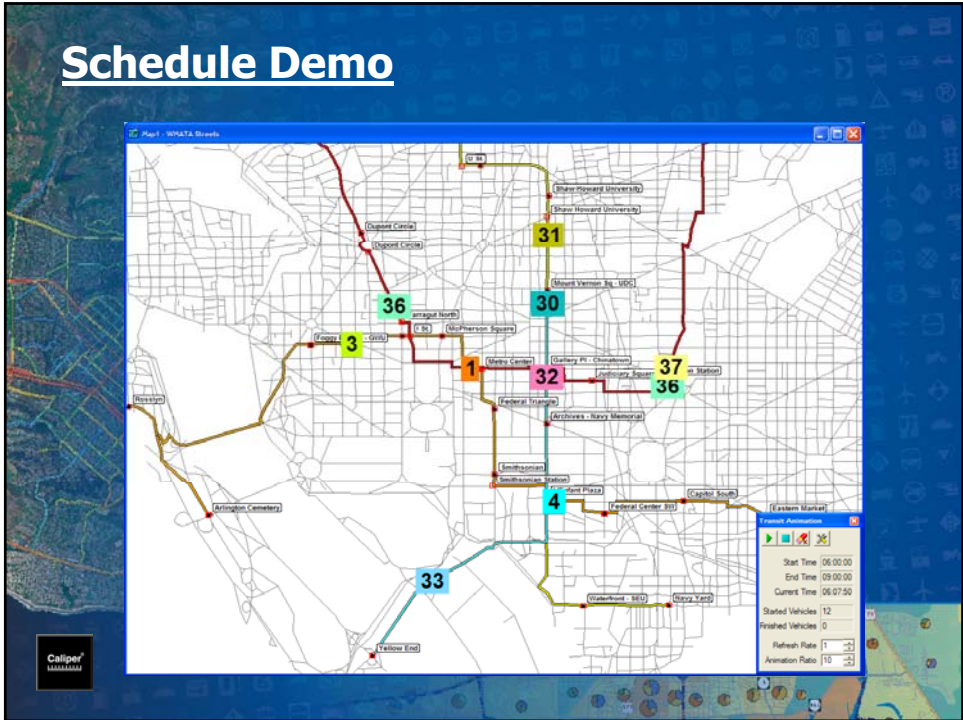 Schedule Demo
Map1 - WMATA Streets
U St.
Shaw Howard University
Shaw Howard University
31
Dupont Circle
Dupont Circle
Mount Vernon Sq - UDC
30
36
arragut North
I St.
McPherson Square
Foggy
GWU
3
Metro Center
1
Gallery Pl - Chinatown
32
Judiciary Squar
37
n Station
36
Rosslyn
Federal Triangle
Archives - Navy Memorial
Smithsonian
Smithsonian Station
4
nfant Plaza
Capitol South
Federal Center SW
Eastern Market
Arlington Cemetery
33
Waterfront - SEU
Navy Yard
Yellow End
Transit Animation
Start Time 06:00:00
End Time 09:00:00
Current Time 06:07:50
Started Vehicles 12
Finished Vehicles 0
Refresh Rate 1
Animation Ratio 10
Caliper